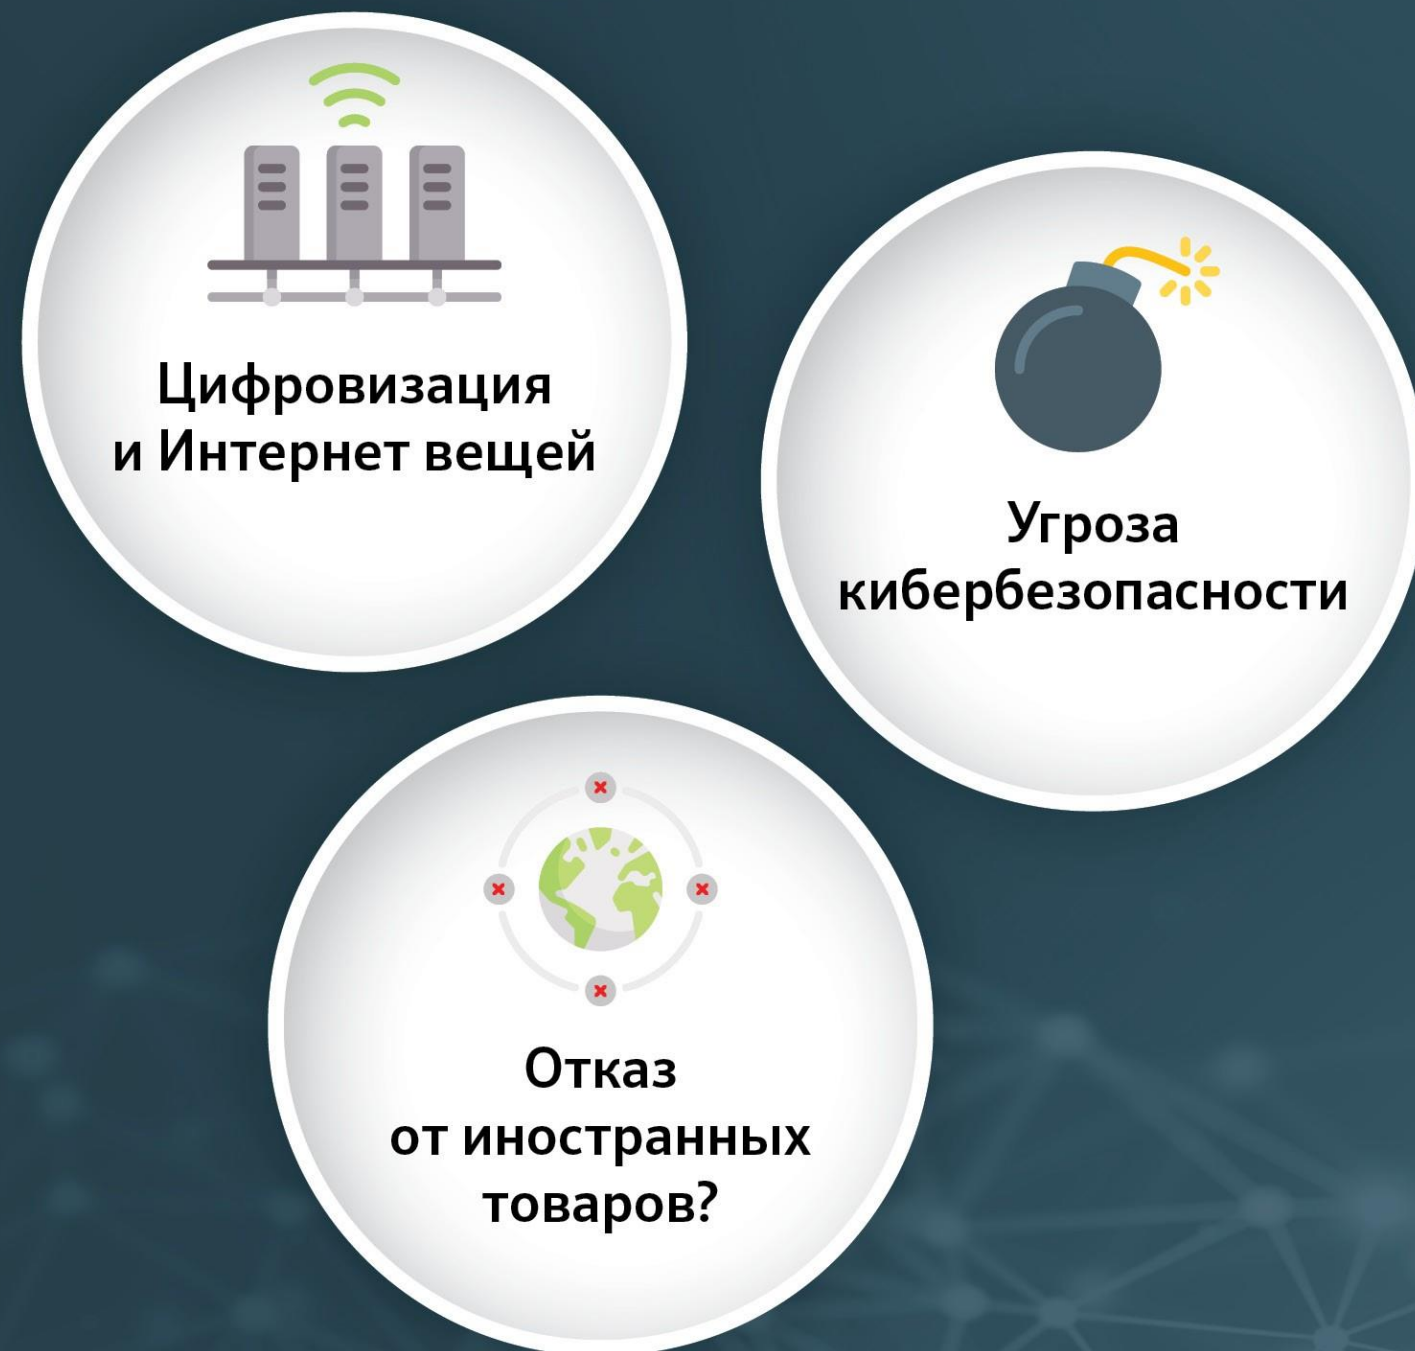 Цифровизация
и Интернет вещей
Угроза
кибербезопасности
Отказ
от иностранных
товаров?